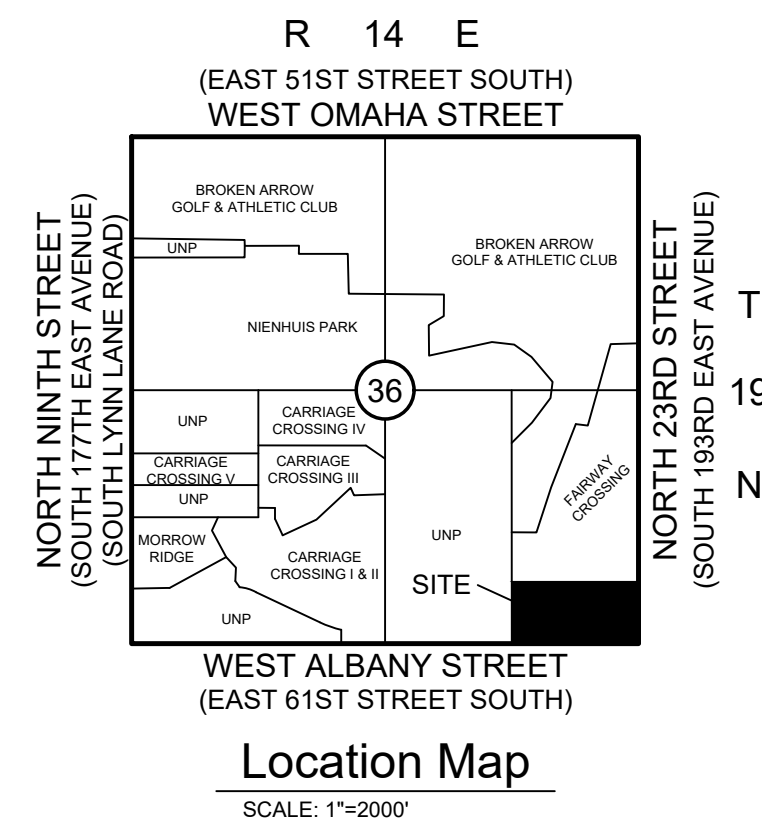 R 14 E
(EAST 51ST STREET SOUTH)
WEST OMAHA STREET
NORTH NINTH STREET
(SOUTH 177TH EAST AVENUE)
(SOUTH LYNN LANE ROAD)
BROKEN ARROW
GOLF & ATHLETIC CLUB
UNP
NIENHUIS PARK
BROKEN ARROW
GOLF & ATHLETIC CLUB
36
UNP
CARRIAGE
CROSSING IV
CARRIAGE
CROSSING V
CARRIAGE
CROSSING III
UNP
MORROW
RIDGE
CARRIAGE
CROSSING I & II
UNP
UNP
FAIRWAY
CROSSING
SITE
NORTH 23RD STREET
(SOUTH 193RD EAST AVENUE)
T
19
N
WEST ALBANY STREET
(EAST 61ST STREET SOUTH)
Location Map
SCALE: 1"=2000'